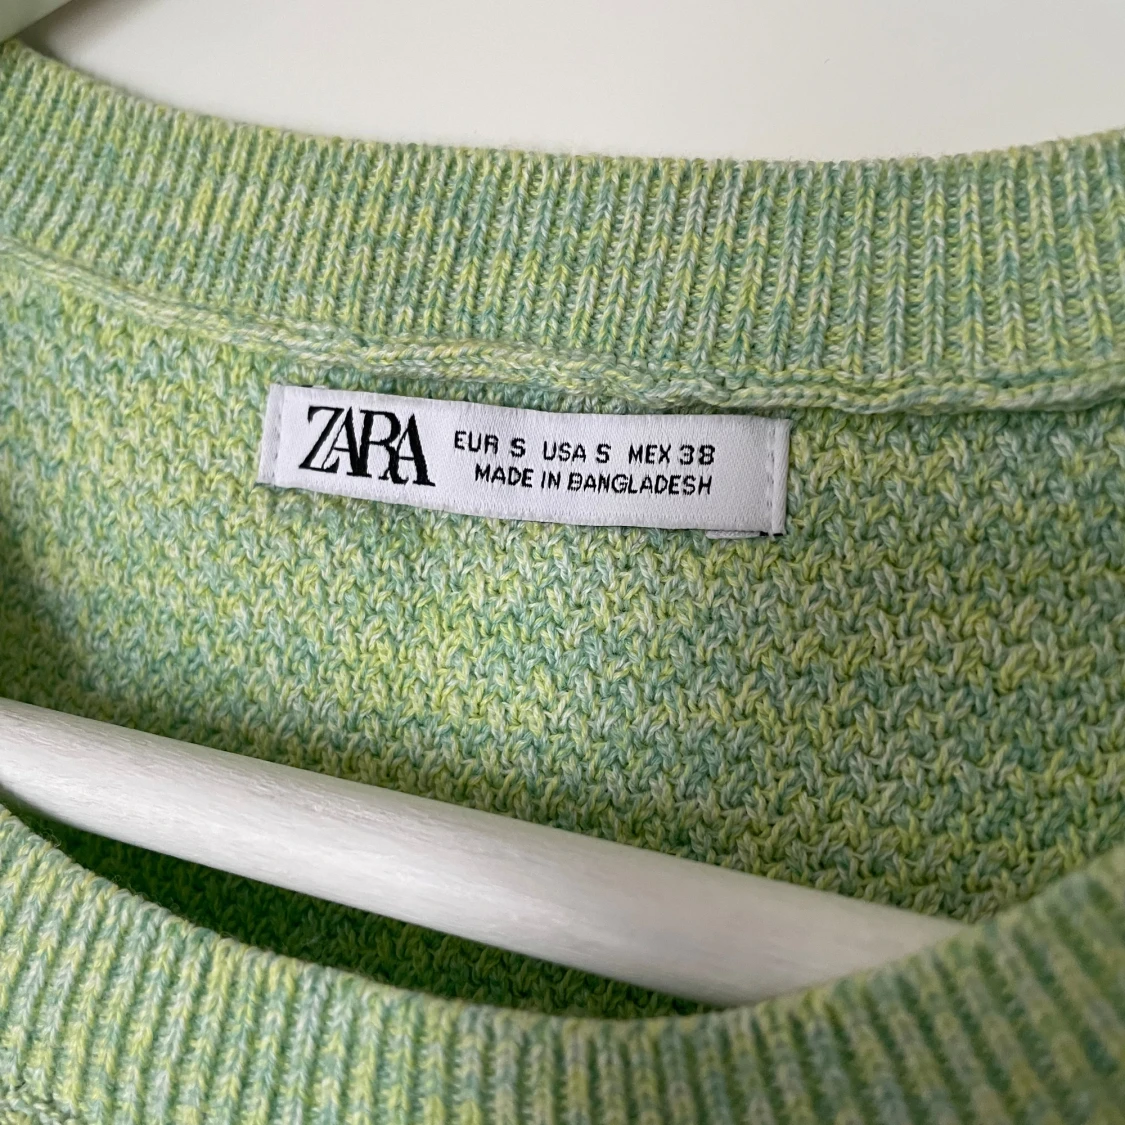 ZARA
EUR S USA S MEX 38
MADE IN BANGLADESH